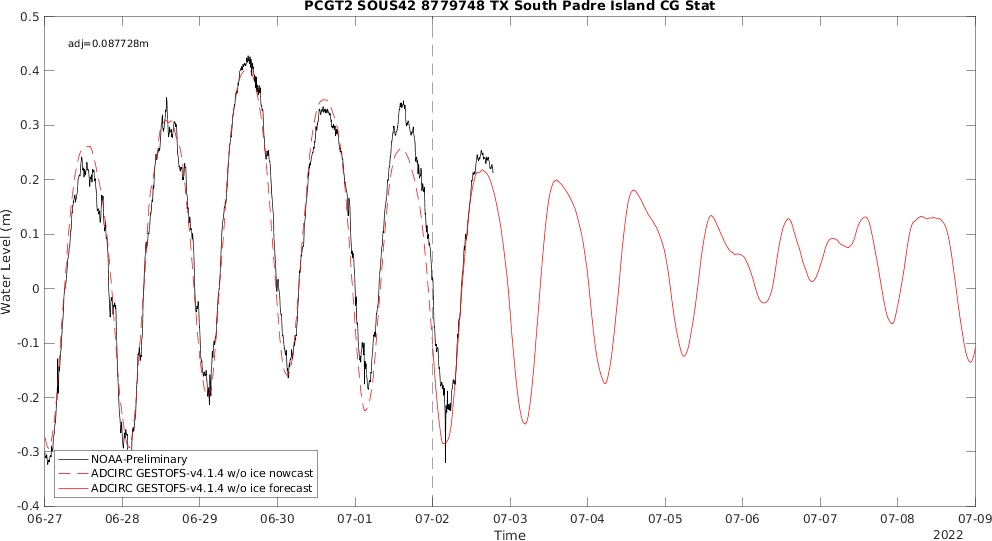 PCGT2 SOUS42 8779748 TX South Padre Island CG Stat
adj=0.087728m
0.5
0.4
0.3
0.2
0.1
0
-0.1
-0.2
-0.3
-0.4
Water Level (m)
NOAA-Preliminary
ADCIRC GESTOFS-v4.1.4 w/o ice nowcast
ADCIRC GESTOFS-v4.1.4 w/o ice forecast
06-27 06-28 06-29 06-30 07-01 07-02 07-03 07-04 07-05 07-06 07-07 07-08 07-09
Time
2022